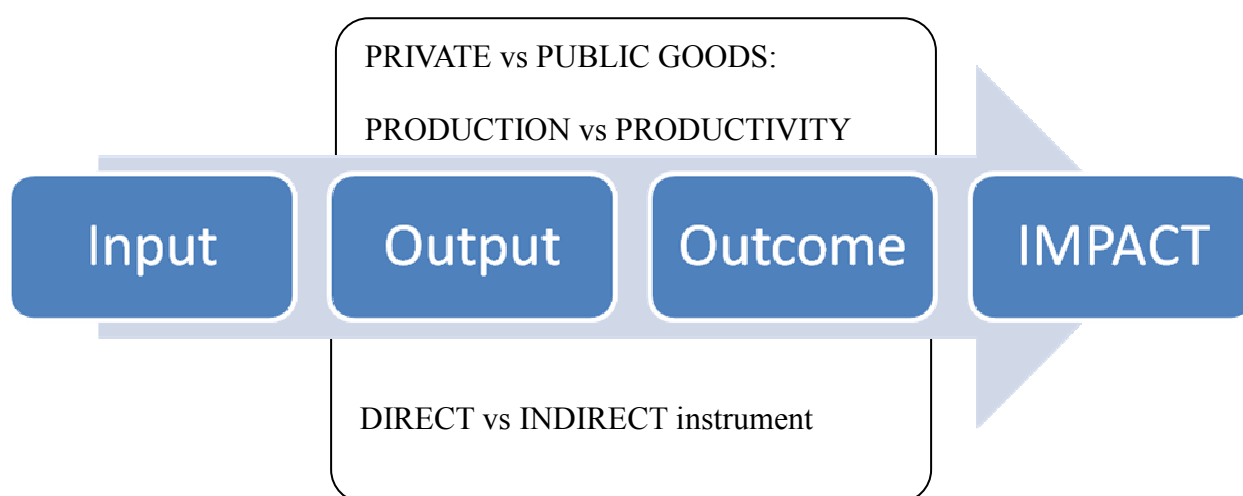 PRIVATE vs PUBLIC GOODS:
PRODUCTION vs PRODUCTIVITY
Input
Output
Outcome
IMPACT
DIRECT vs INDIRECT instrument